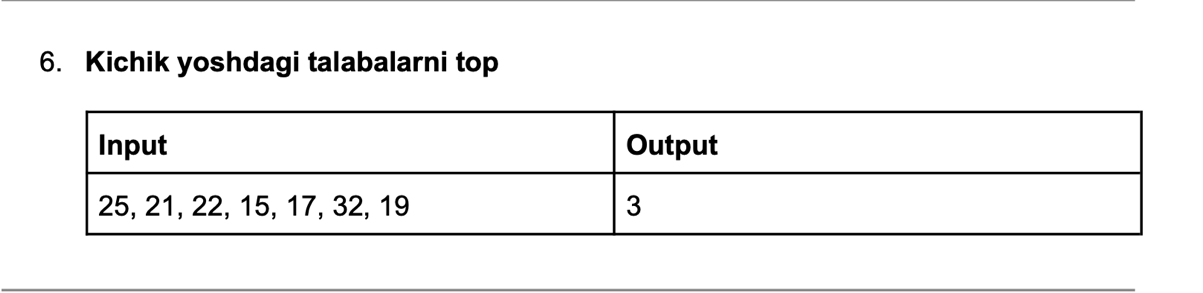 6. Kichik yoshdagi talabalarni top
Input Output
25, 21, 22, 15, 17, 32, 19 3